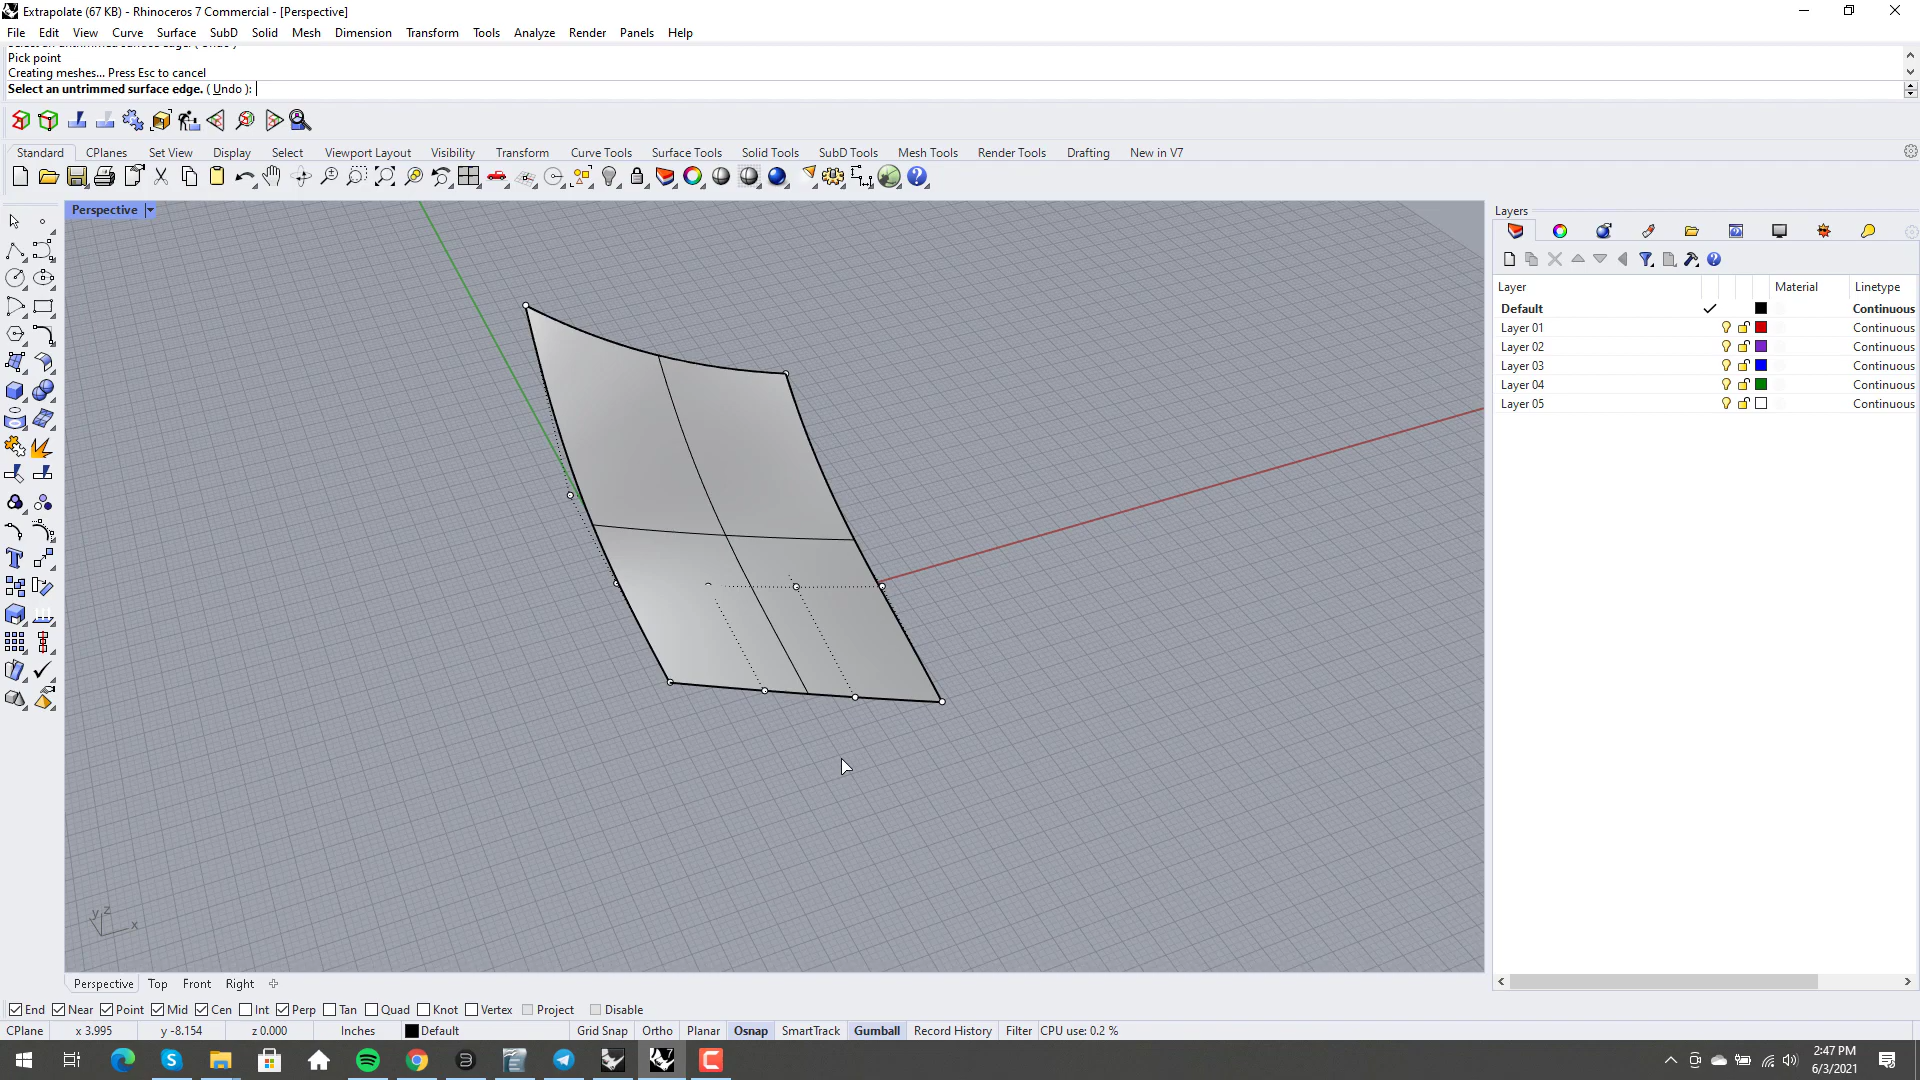 Extrapolate (67 KB) - Rhinoceros 7 Commercial - [Perspective]
File Edit View Curve Surface SubD Solid Mesh Dimension Transform Tools Analyze Render Panels Help
Pick point
Creating meshes... Press Esc to cancel
Select an untrimmed surface edge. ( Undo ):
Standard CPlanes Set View Display Select Viewport Layout Visibility Transform Curve Tools Surface Tools Solid Tools SubD Tools Mesh Tools Render Tools Drafting New in V7
Perspective
Layers
Layer Material Linetype
Default Continuous
Layer 01 Continuous
Layer 02 Continuous
Layer 03 Continuous
Layer 04 Continuous
Layer 05 Continuous
y z x
Perspective Top Front Right
End Near Point Mid Cen Int Perp Tan Quad Knot Vertex Project Disable
CPlane x 3.995 y -8.154 z 0.000 Inches Default Grid Snap Ortho Planar Osnap SmartTrack Gumball Record History Filter CPU use: 0.2 %
2:47 PM
6/3/2021